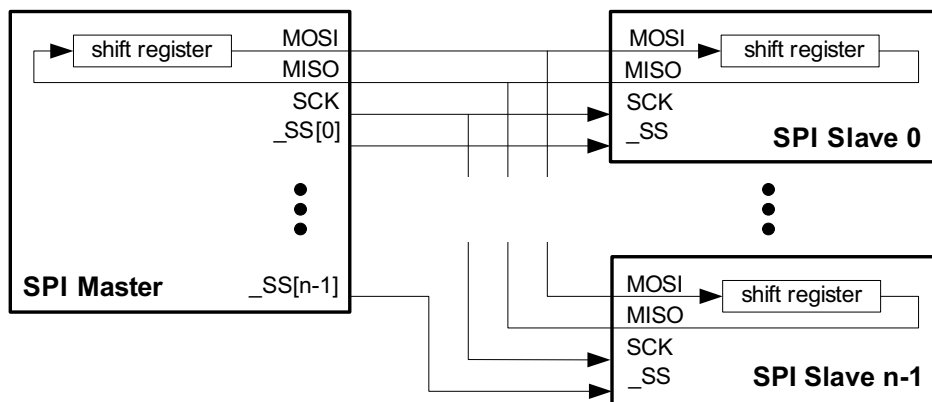 shift register
MOSI
MISO
SCK
_SS[0]
SPI Master
_SS[n-1]
MOSI
shift register
MISO
SCK
_SS
SPI Slave 0
MOSI
shift register
MISO
SCK
_SS
SPI Slave n-1